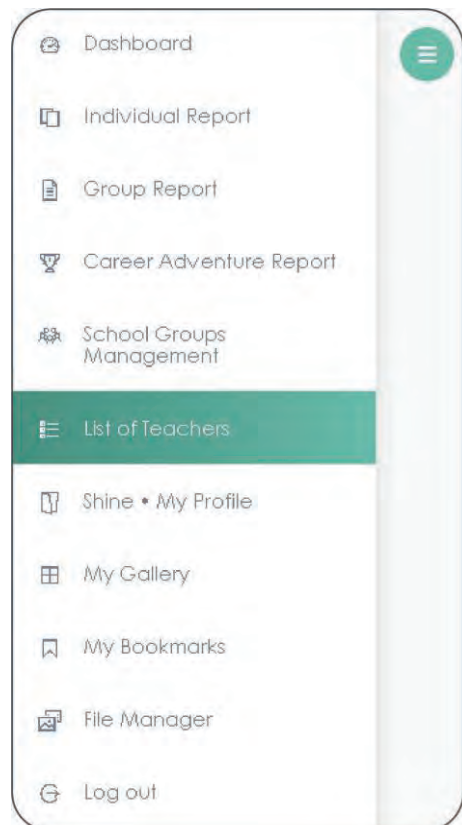 Dashboard
Individual Report
Group Report
Career Adventure Report
School Groups
Management
List of Teachers
Shine • My Profile
My Gallery
My Bookmarks
File Manager
Log out